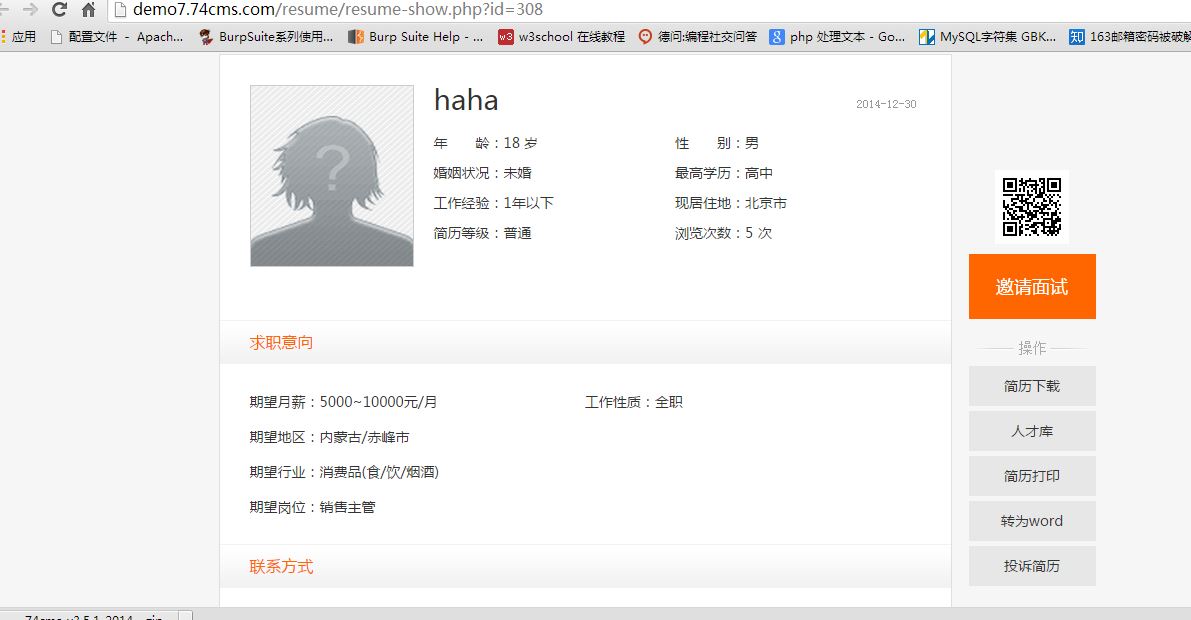 demo7.74cms.com/resume/resume-show.php?id=308
应用 配置文件 - Apach... BurpSuite系列使用... Burp Suite Help - ... w3school 在线教程 德问:编程社交问答 php 处理文本 - Go... MySQL字符集 GBK... 163邮箱密码被破解
haha
2014-12-30
年 龄：18 岁 性 别：男
婚姻状况：未婚 最高学历：高中
工作经验：1年以下 现居住地：北京市
简历等级：普通 浏览次数：5 次
邀请面试
求职意向
操作
简历下载
期望月薪：5000~10000元/月 工作性质：全职
人才库
期望地区：内蒙古/赤峰市
期望行业：消费品(食/饮/烟酒)
简历打印
期望岗位：销售主管
转为word
联系方式
投诉简历